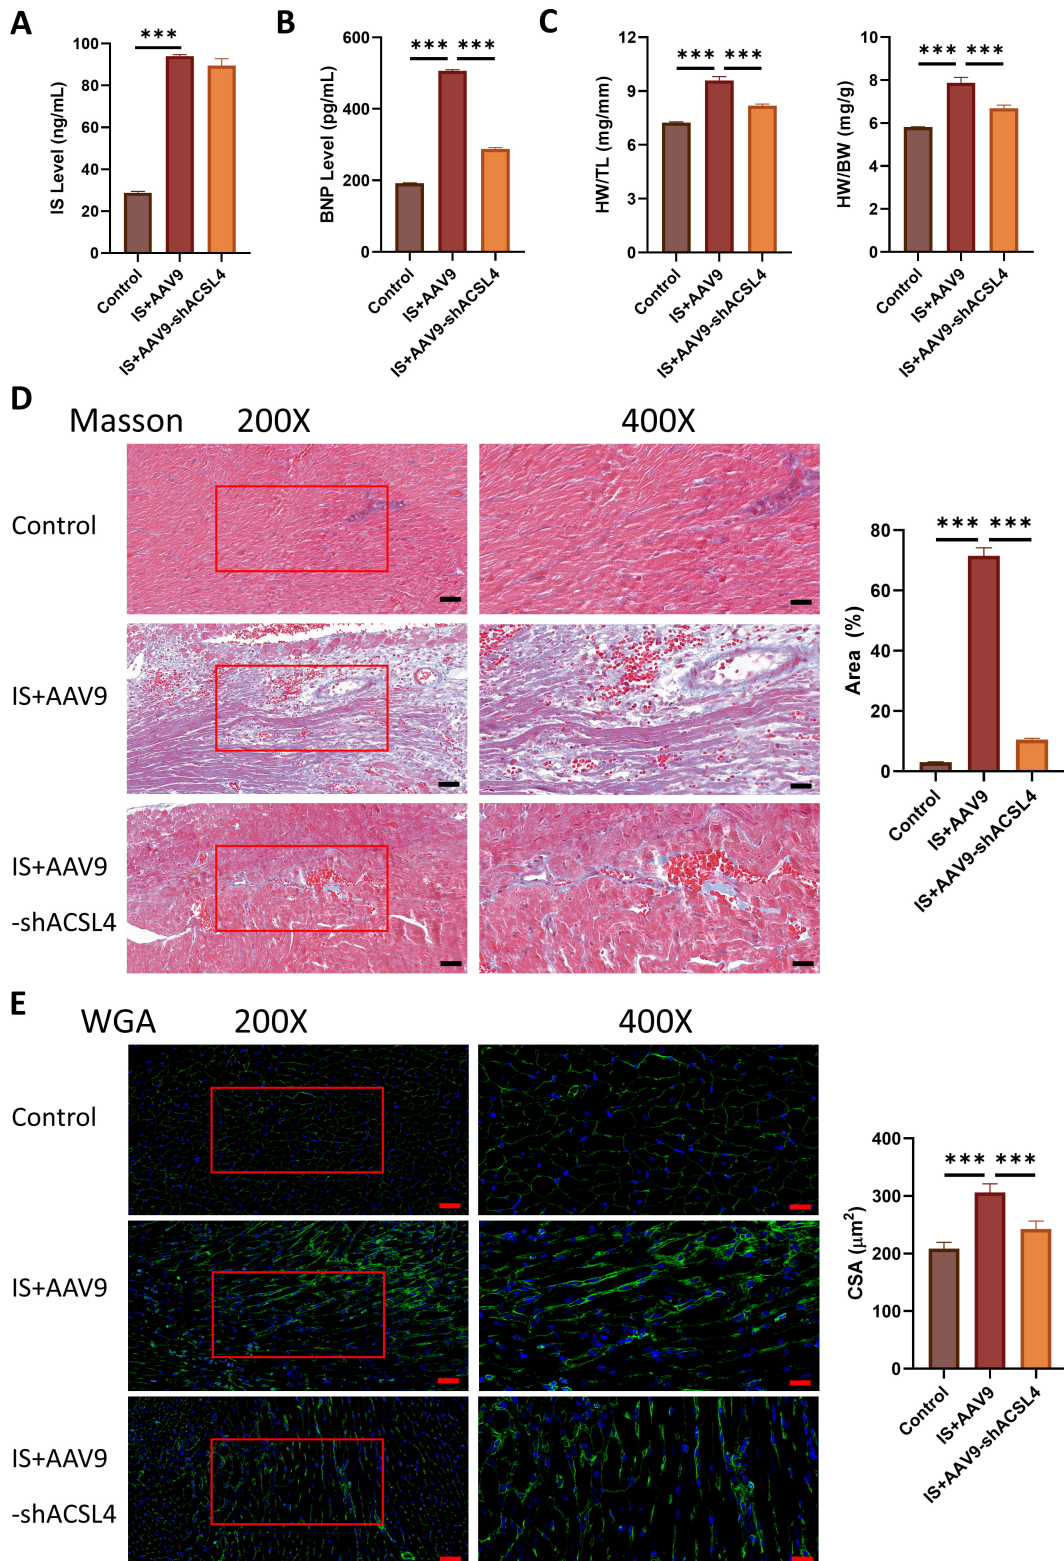 A
***
IS Level (ng/mL)
100
80
60
40
20
0
Control
IS+AAV9
IS+AAV9-shACSL4
B
*** ***
BNP Level (pg/mL)
600
400
200
0
Control
IS+AAV9
IS+AAV9-shACSL4
C
*** ***
HW/TL (mg/mm)
12
9
6
3
0
Control
IS+AAV9
IS+AAV9-shACSL4
*** ***
HW/BW (mg/g)
10
8
6
4
2
0
Control
IS+AAV9
IS+AAV9-shACSL4
D
Masson 200X 400X
Control
IS+AAV9
IS+AAV9
-shACSL4
*** ***
Area (%)
80
60
40
20
0
Control
IS+AAV9
IS+AAV9-shACSL4
E
WGA 200X 400X
Control
IS+AAV9
IS+AAV9
-shACSL4
*** ***
CSA (μm²)
400
300
200
100
0
Control
IS+AAV9
IS+AAV9-shACSL4